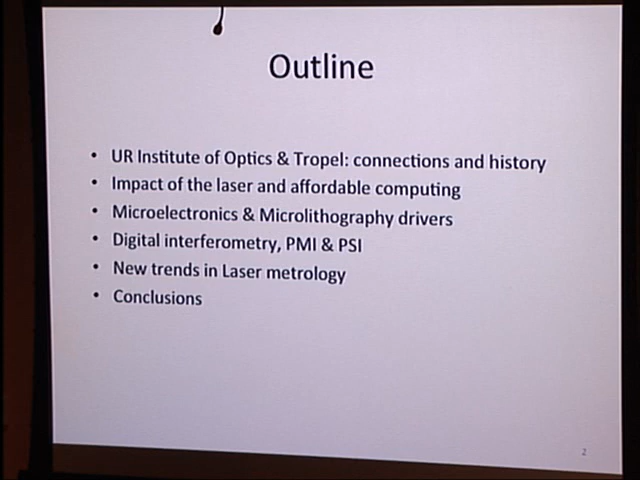 Outline
• UR Institute of Optics & Tropel: connections and history
• Impact of the laser and affordable computing
• Microelectronics & Microlithography drivers
• Digital interferometry, PMI & PSI
• New trends in Laser metrology
• Conclusions
2